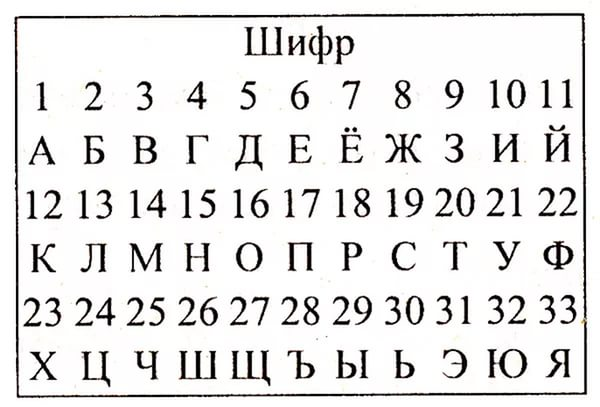 Шифр
1 2 3 4 5 6 7 8 9 10 11
А Б В Г Д Е Ё Ж З И Й
12 13 14 15 16 17 18 19 20 21 22
К Л М Н О П Р С Т У Ф
23 24 25 26 27 28 29 30 31 32 33
Х Ц Ч Ш Щ Ъ Ы Ь Э Ю Я